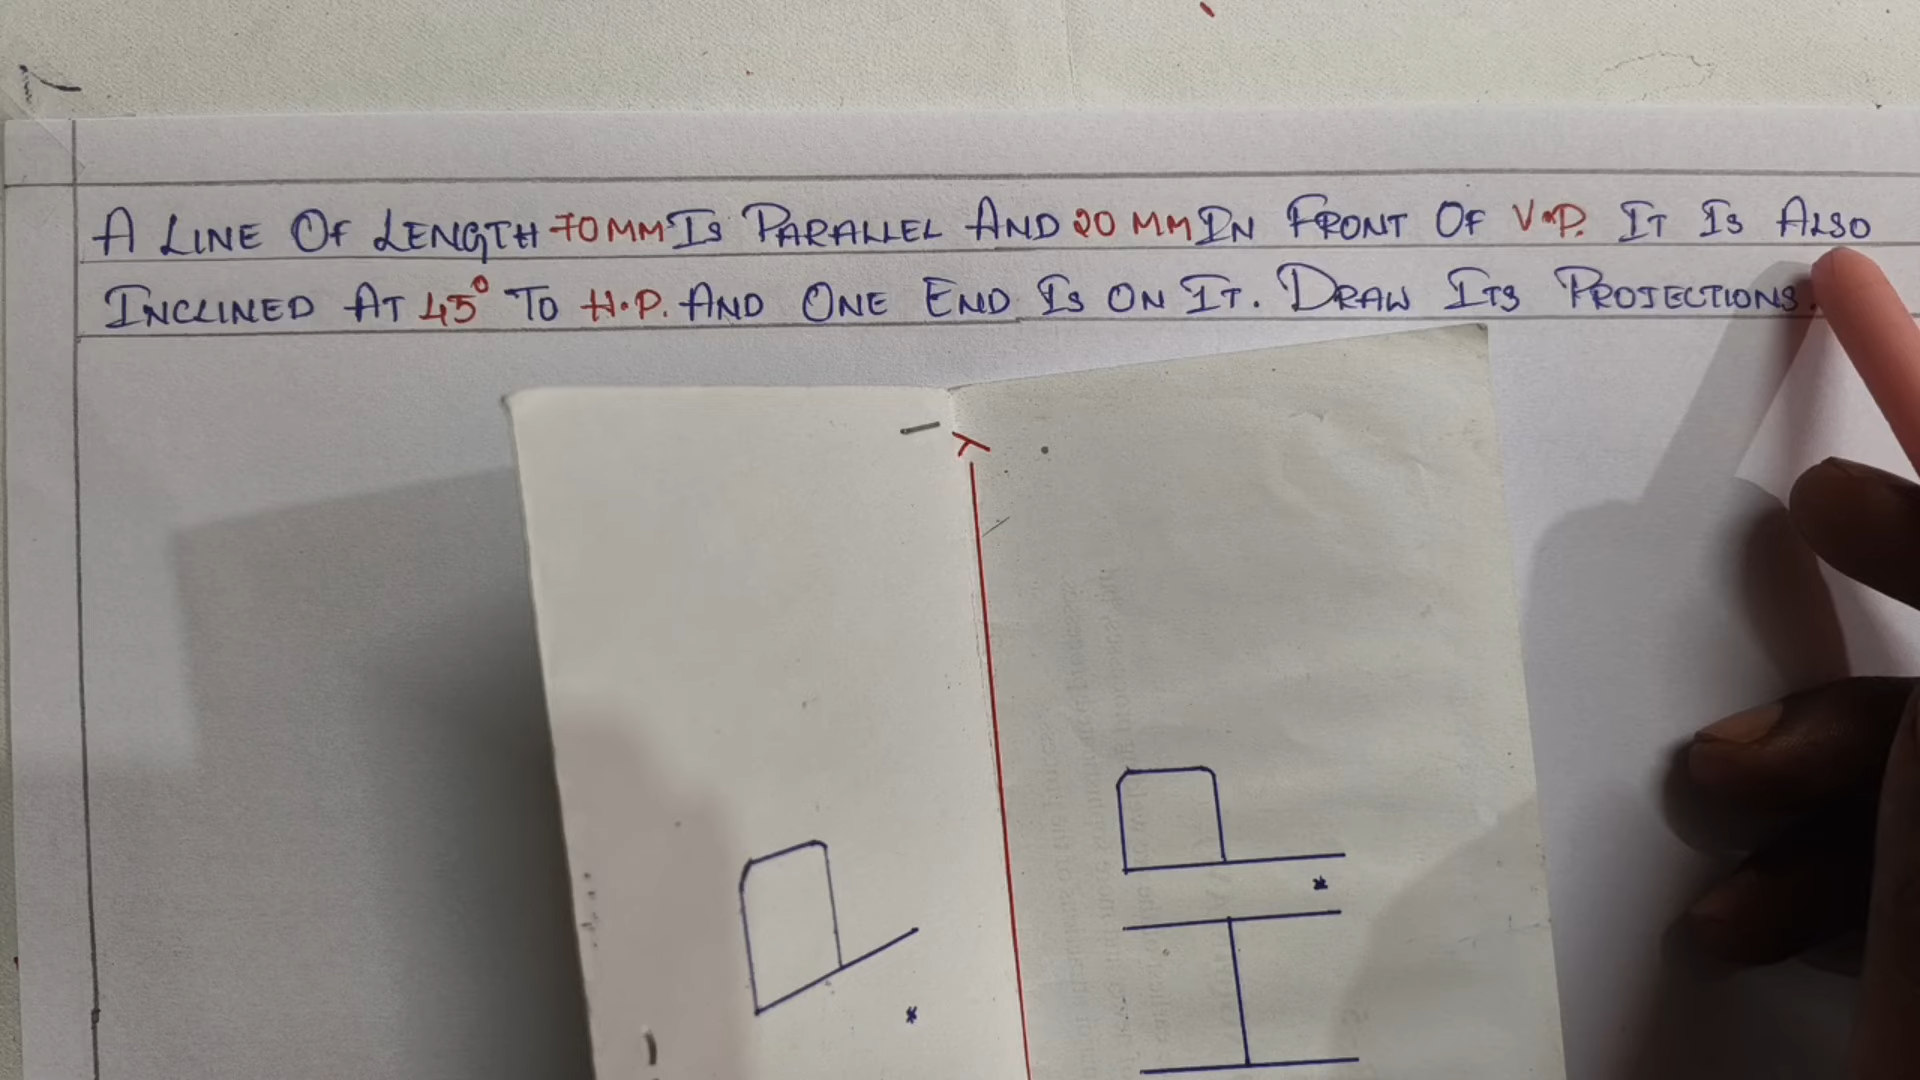 A LINE OF LENGTH 70 MM IS PARALLEL AND 20 MM IN FRONT OF V.P. IT IS ALSO
INCLINED AT 45° TO H.P. AND ONE END IS ON IT. DRAW ITS PROJECTIONS.